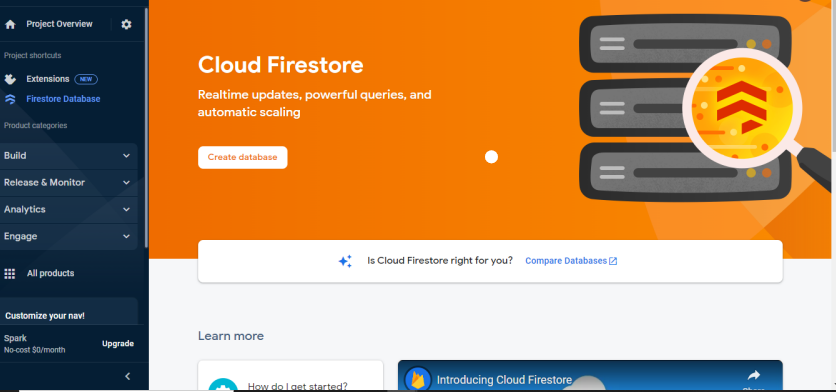 Project Overview
Project shortcuts
Extensions NEW
Firestore Database
Product categories
Build
Release & Monitor
Analytics
Engage
All products
Customize your nav!
Spark
No-cost $0/month
Upgrade
Cloud Firestore
Realtime updates, powerful queries, and
automatic scaling
Create database
Is Cloud Firestore right for you? Compare Databases
Learn more
How do I get started?
Introducing Cloud Firestore